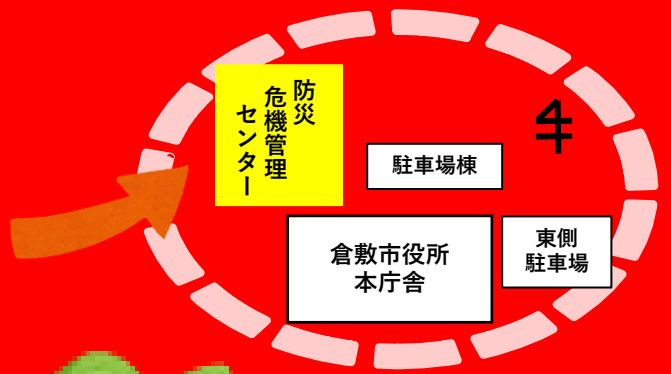 防災
危機管理
センター
駐車場棟
倉敷市役所
本庁舎
東側
駐車場